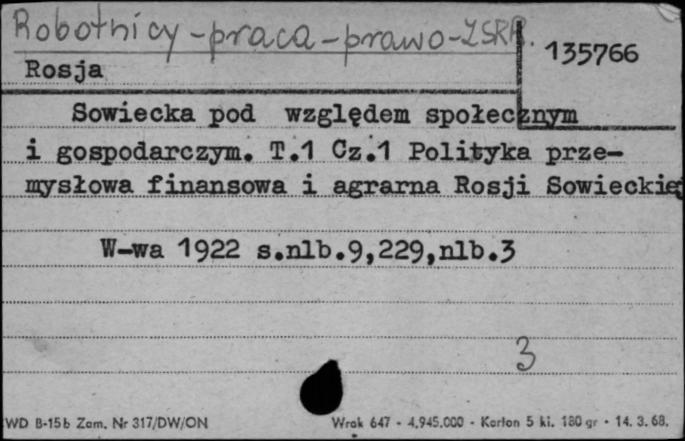 Robotnicy-praca-prawo-ZSRR.
135766
Rosja
Sowiecka pod względem społecznym
i gospodarczym. T.1 Cz.1 Polityka prze-
mysłowa finansowa i agrarna Rosji Sowieckiej
W-wa 1922 s.nlb.9,229,nlb.3
3
WD B-15b Zam. Nr 317/DW/ON
Wrok 647 - 4.945.000 - Karton 5 kl. 180 gr - 14. 3. 68.